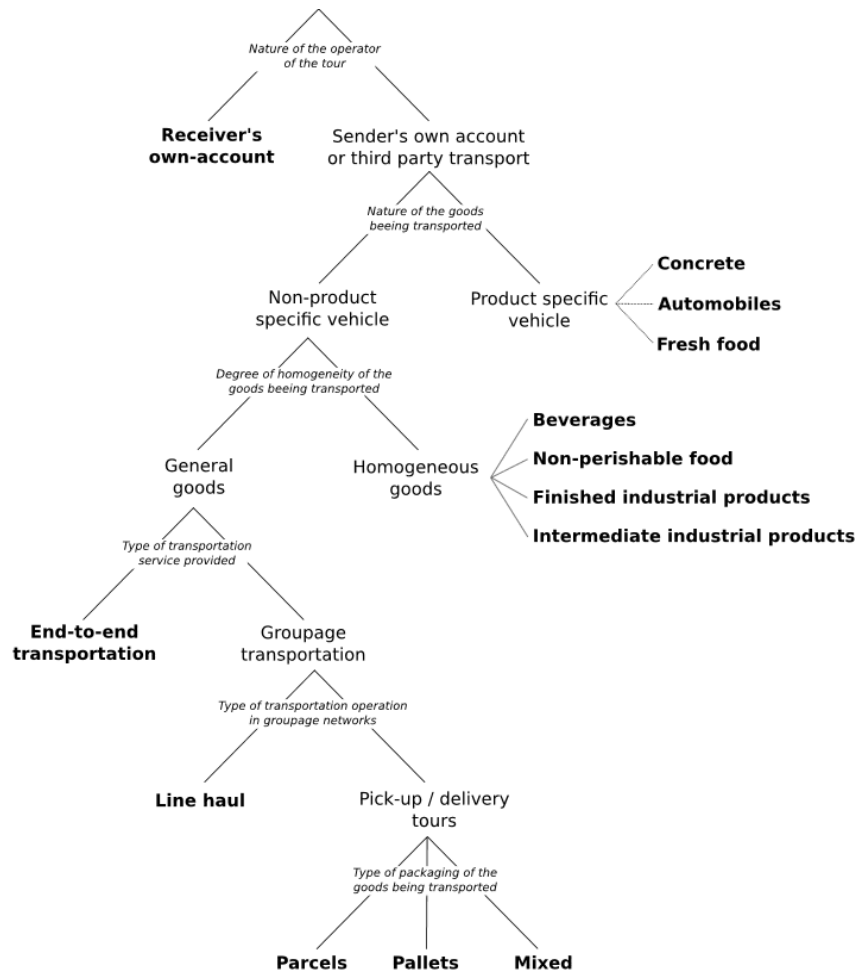 Nature of the operator
of the tour
Receiver's
own-account
Sender's own account
or third party transport
Nature of the goods
beeing transported
Non-product
specific vehicle
Product specific
vehicle
Concrete
Automobiles
Fresh food
Degree of homogeneity of the
goods beeing transported
General
goods
Homogeneous
goods
Beverages
Non-perishable food
Finished industrial products
Intermediate industrial products
Type of transportation
service provided
End-to-end
transportation
Groupage
transportation
Type of transportation operation
in groupage networks
Line haul
Pick-up / delivery
tours
Type of packaging of the
goods being transported
Parcels
Pallets
Mixed